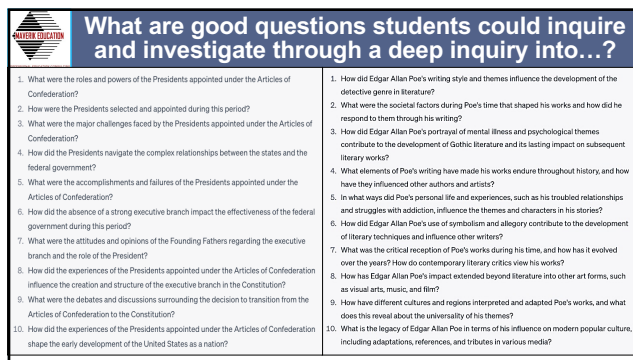 MAVERIK EDUCATION
What are good questions students could inquire
and investigate through a deep inquiry into…?
1. What were the roles and powers of the Presidents appointed under the Articles of
Confederation?
2. How were the Presidents selected and appointed during this period?
3. What were the major challenges faced by the Presidents appointed under the Articles of
Confederation?
4. How did the Presidents navigate the complex relationships between the states and the
federal government?
5. What were the accomplishments and failures of the Presidents appointed under the
Articles of Confederation?
6. How did the absence of a strong executive branch impact the effectiveness of the federal
government during this period?
7. What were the attitudes and opinions of the Founding Fathers regarding the executive
branch and the role of the President?
8. How did the experiences of the Presidents appointed under the Articles of Confederation
influence the creation and structure of the executive branch in the Constitution?
9. What were the debates and discussions surrounding the decision to transition from the
Articles of Confederation to the Constitution?
10. How did the experiences of the Presidents appointed under the Articles of Confederation
shape the early development of the United States as a nation?
1. How did Edgar Allan Poe's writing style and themes influence the development of the
detective genre in literature?
2. What were the societal factors during Poe's time that shaped his works and how did he
respond to them through his writing?
3. How did Edgar Allan Poe's portrayal of mental illness and psychological themes
contribute to the development of Gothic literature and its lasting impact on subsequent
literary works?
4. What elements of Poe's writing have made his works endure throughout history, and how
have they influenced other authors and artists?
5. In what ways did Poe's personal life and experiences, such as his troubled relationships
and struggles with addiction, influence the themes and characters in his stories?
6. How did Edgar Allan Poe's use of symbolism and allegory contribute to the development
of literary techniques and influence other writers?
7. What was the critical reception of Poe's works during his time, and how has it evolved
over the years? How do contemporary literary critics view his works?
8. How has Edgar Allan Poe's impact extended beyond literature into other art forms, such
as visual arts, music, and film?
9. How have different cultures and regions interpreted and adapted Poe's works, and what
does this reveal about the universality of his themes?
10. What is the legacy of Edgar Allan Poe in terms of his influence on modern popular culture,
including adaptations, references, and tributes in various media?